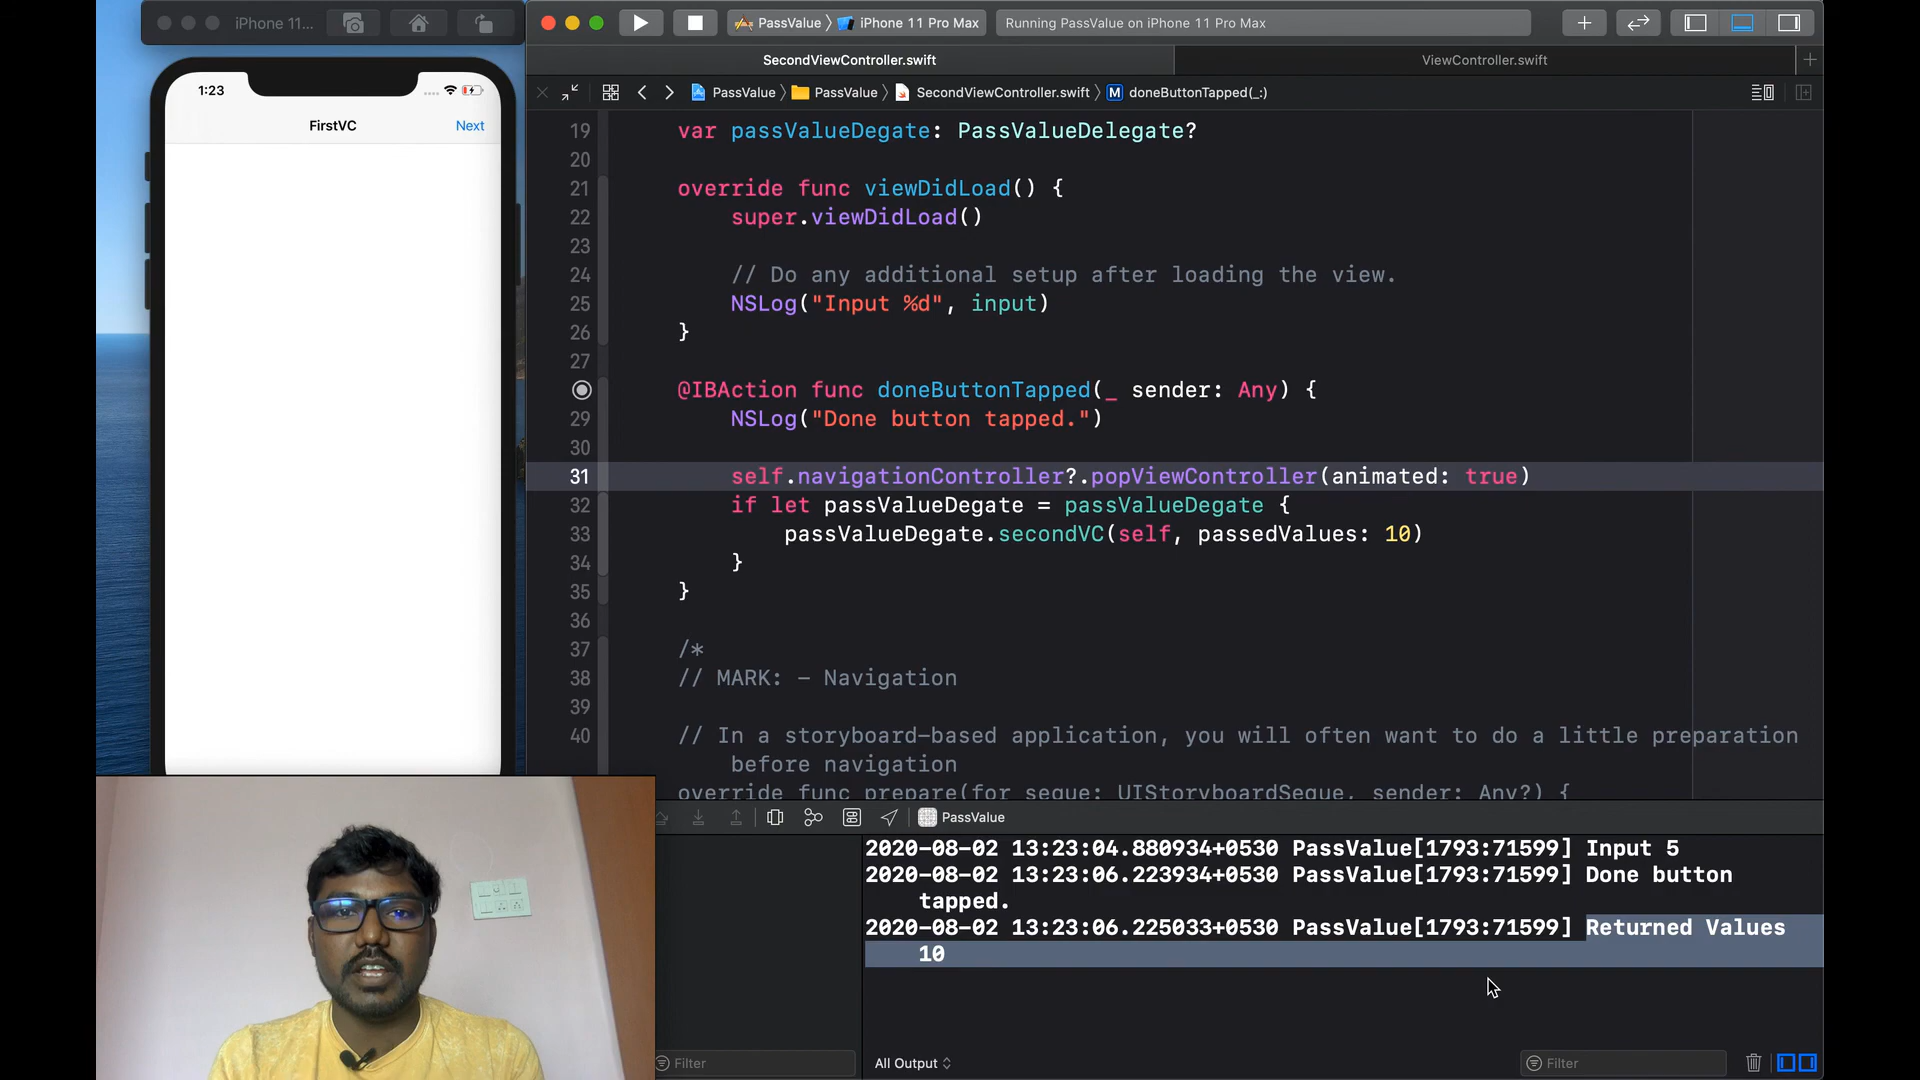 iPhone 11...
PassValue
iPhone 11 Pro Max
Running PassValue on iPhone 11 Pro Max
SecondViewController.swift
ViewController.swift
PassValue
PassValue
SecondViewController.swift
M
doneButtonTapped(_:)
1:23
FirstVC
Next
19 var passValueDegate: PassValueDelegate?
20
21 override func viewDidLoad() {
22 super.viewDidLoad()
23
24 // Do any additional setup after loading the view.
25 NSLog("Input %d", input)
26 }
27
@IBAction func doneButtonTapped(_ sender: Any) {
29 NSLog("Done button tapped.")
30
31 self.navigationController?.popViewController(animated: true)
32 if let passValueDegate = passValueDegate {
33 passValueDegate.secondVC(self, passedValues: 10)
34 }
35 }
36
37 /*
38 // MARK: - Navigation
39
40 // In a storyboard-based application, you will often want to do a little preparation
before navigation
override func prepare(for segue: UIStoryboardSegue, sender: Any?) {
PassValue
2020-08-02 13:23:04.880934+0530 PassValue[1793:71599] Input 5
2020-08-02 13:23:06.223934+0530 PassValue[1793:71599] Done button
tapped.
2020-08-02 13:23:06.225033+0530 PassValue[1793:71599] Returned Values
10
Filter
All Output
Filter